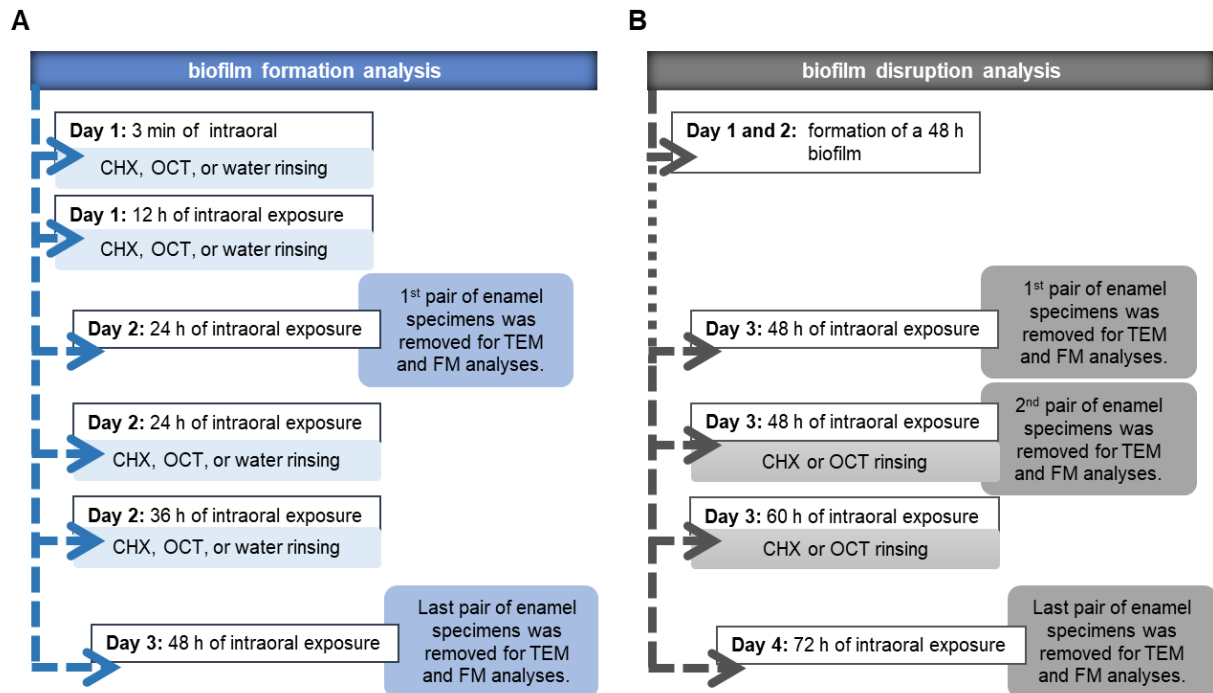 A
biofilm formation analysis
Day 1: 3 min of intraoral
CHX, OCT, or water rinsing
Day 1: 12 h of intraoral exposure
CHX, OCT, or water rinsing
Day 2: 24 h of intraoral exposure
1st pair of enamel
specimens was
removed for TEM
and FM analyses.
Day 2: 24 h of intraoral exposure
CHX, OCT, or water rinsing
Day 2: 36 h of intraoral exposure
CHX, OCT, or water rinsing
Day 3: 48 h of intraoral exposure
Last pair of enamel
specimens was
removed for TEM
and FM analyses.
B
biofilm disruption analysis
Day 1 and 2: formation of a 48 h
biofilm
Day 3: 48 h of intraoral exposure
1st pair of enamel
specimens was
removed for TEM
and FM analyses.
Day 3: 48 h of intraoral exposure
CHX or OCT rinsing
2nd pair of enamel
specimens was
removed for TEM
and FM analyses.
Day 3: 60 h of intraoral exposure
CHX or OCT rinsing
Day 4: 72 h of intraoral exposure
Last pair of enamel
specimens was
removed for TEM
and FM analyses.